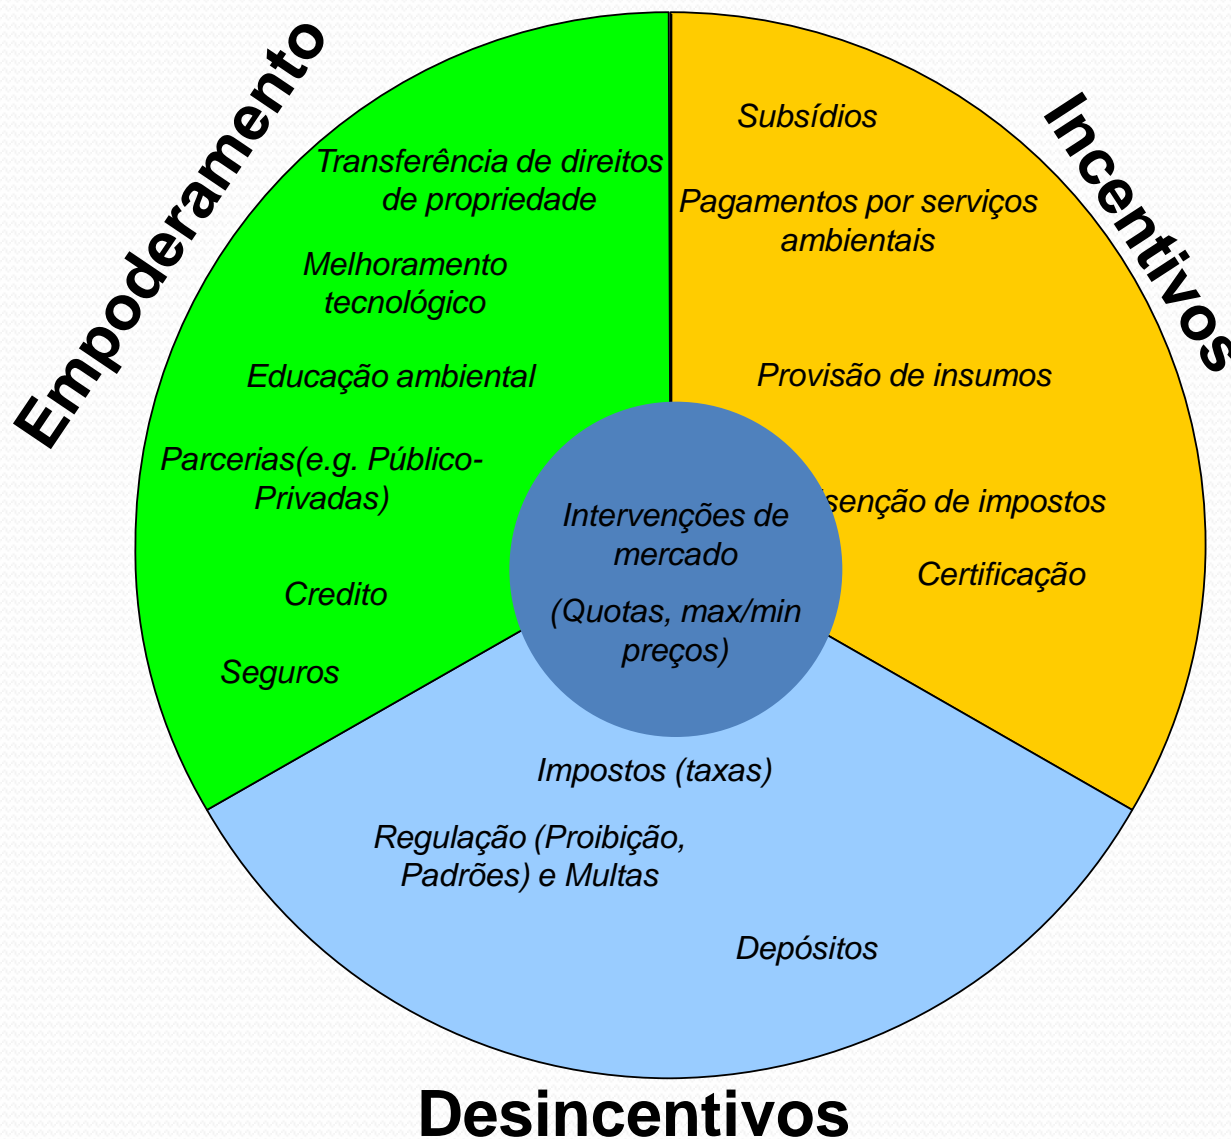 Empoderamento
Transferência de direitos
de propriedade
Melhoramento
tecnológico
Educação ambiental
Parcerias(e.g. Público-
Privadas)
Credito
Seguros
Incentivos
Subsídios
Pagamentos por serviços
ambientais
Provisão de insumos
senção de impostos
Certificação
Intervenções de
mercado
(Quotas, max/min
preços)
Impostos (taxas)
Regulação (Proibição,
Padrões) e Multas
Depósitos
Desincentivos